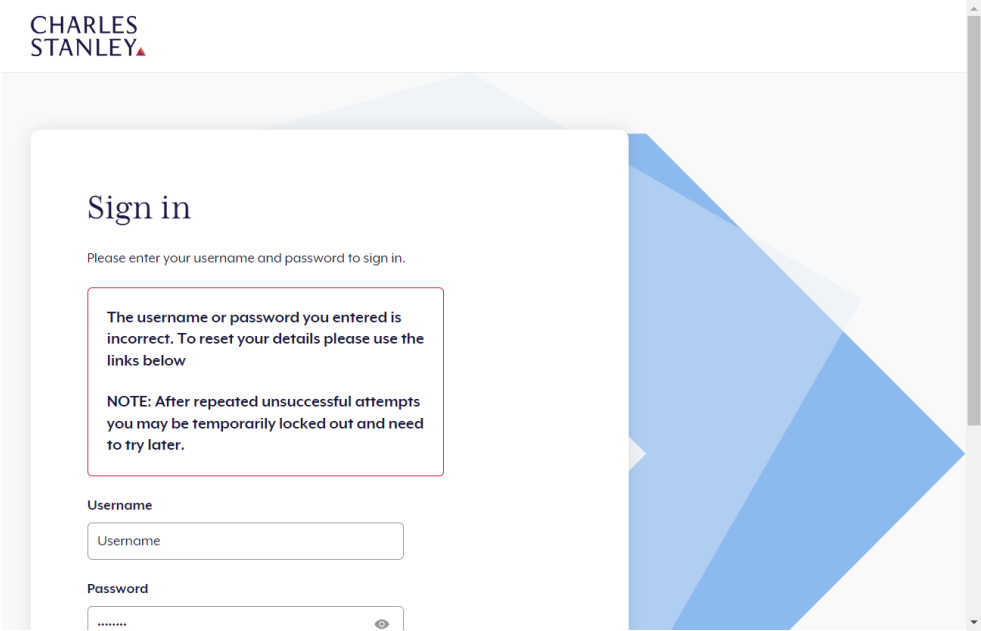 CHARLES
STANLEY
Sign in
Please enter your username and password to sign in.
The username or password you entered is
incorrect. To reset your details please use the
links below
NOTE: After repeated unsuccessful attempts
you may be temporarily locked out and need
to try later.
Username
Username
Password
........